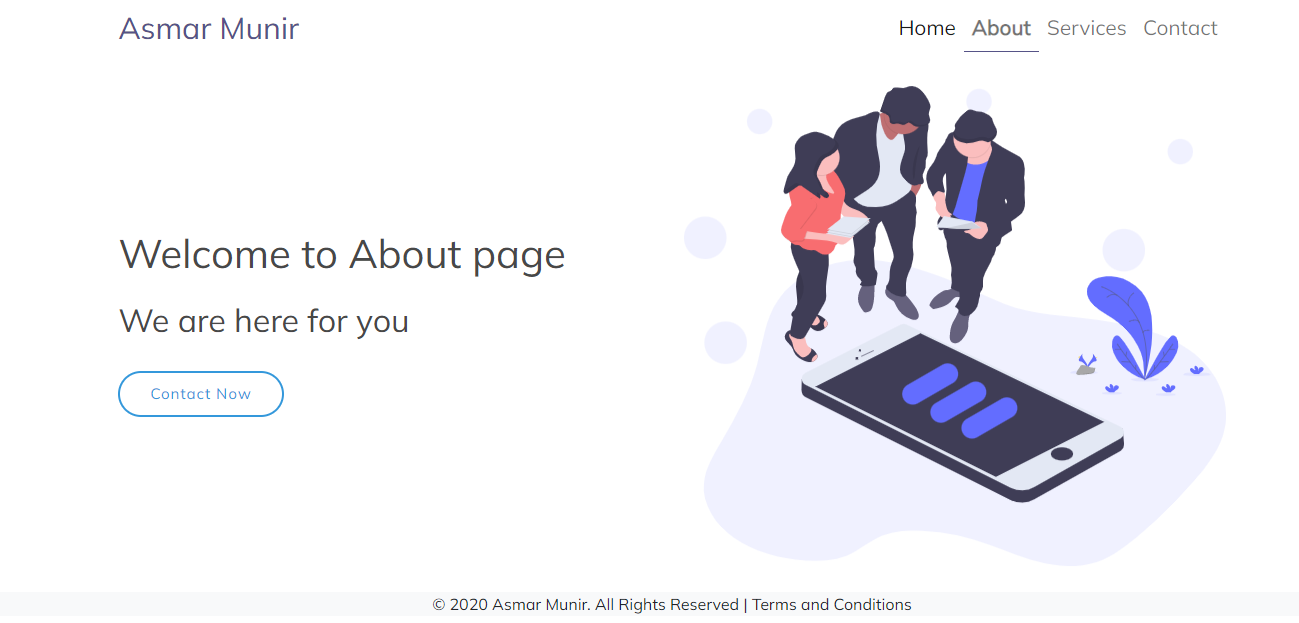 Asmar Munir
Home About Services Contact
Welcome to About page
We are here for you
Contact Now
© 2020 Asmar Munir. All Rights Reserved | Terms and Conditions